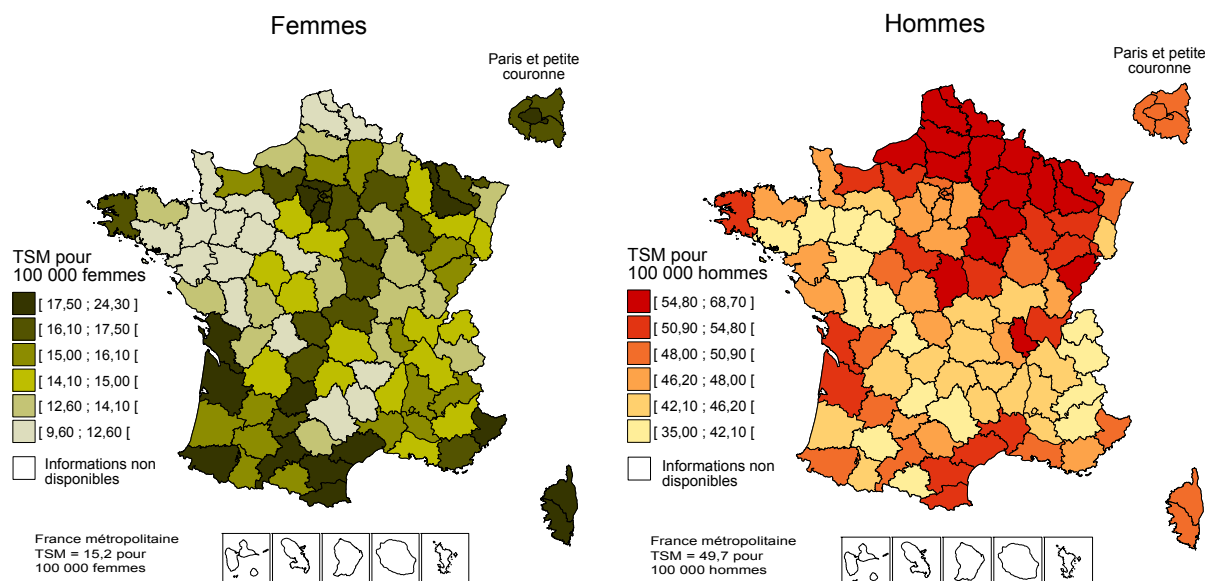 Femmes
Paris et petite
couronne
TSM pour
100 000 femmes
[ 17,50 ; 24,30 ]
[ 16,10 ; 17,50 [
[ 15,00 ; 16,10 [
[ 14,10 ; 15,00 [
[ 12,60 ; 14,10 [
[ 9,60 ; 12,60 [
Informations non
disponibles
France métropolitaine
TSM = 15,2 pour
100 000 femmes
Hommes
Paris et petite
couronne
TSM pour
100 000 hommes
[ 54,80 ; 68,70 ]
[ 50,90 ; 54,80 [
[ 48,00 ; 50,90 [
[ 46,20 ; 48,00 [
[ 42,10 ; 46,20 [
[ 35,00 ; 42,10 [
Informations non
disponibles
France métropolitaine
TSM = 49,7 pour
100 000 hommes